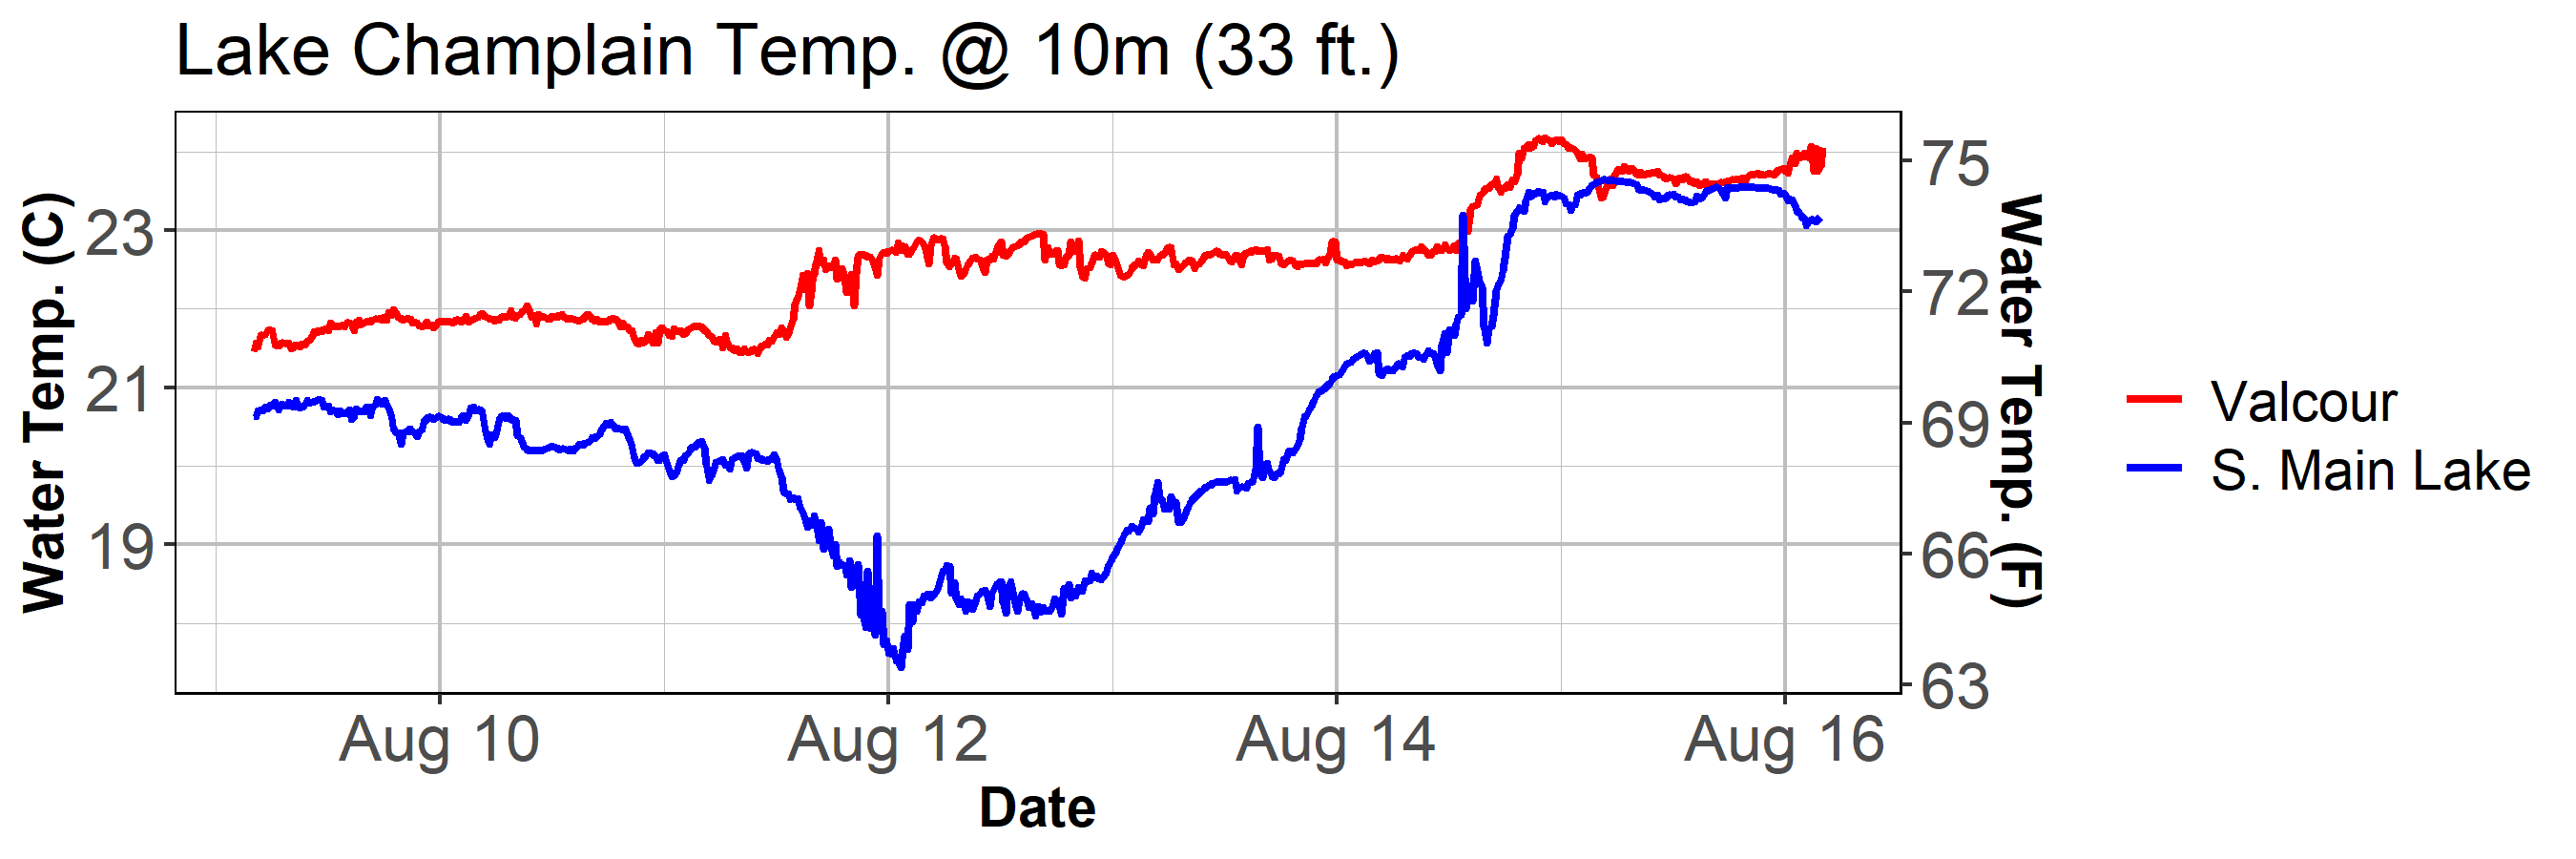 Lake Champlain Temp. @ 10m (33 ft.)
Water Temp. (C)
23
21
19
75
72
69
66
63
Water Temp. (F)
Aug 10
Aug 12
Aug 14
Aug 16
Date
Valcour
S. Main Lake